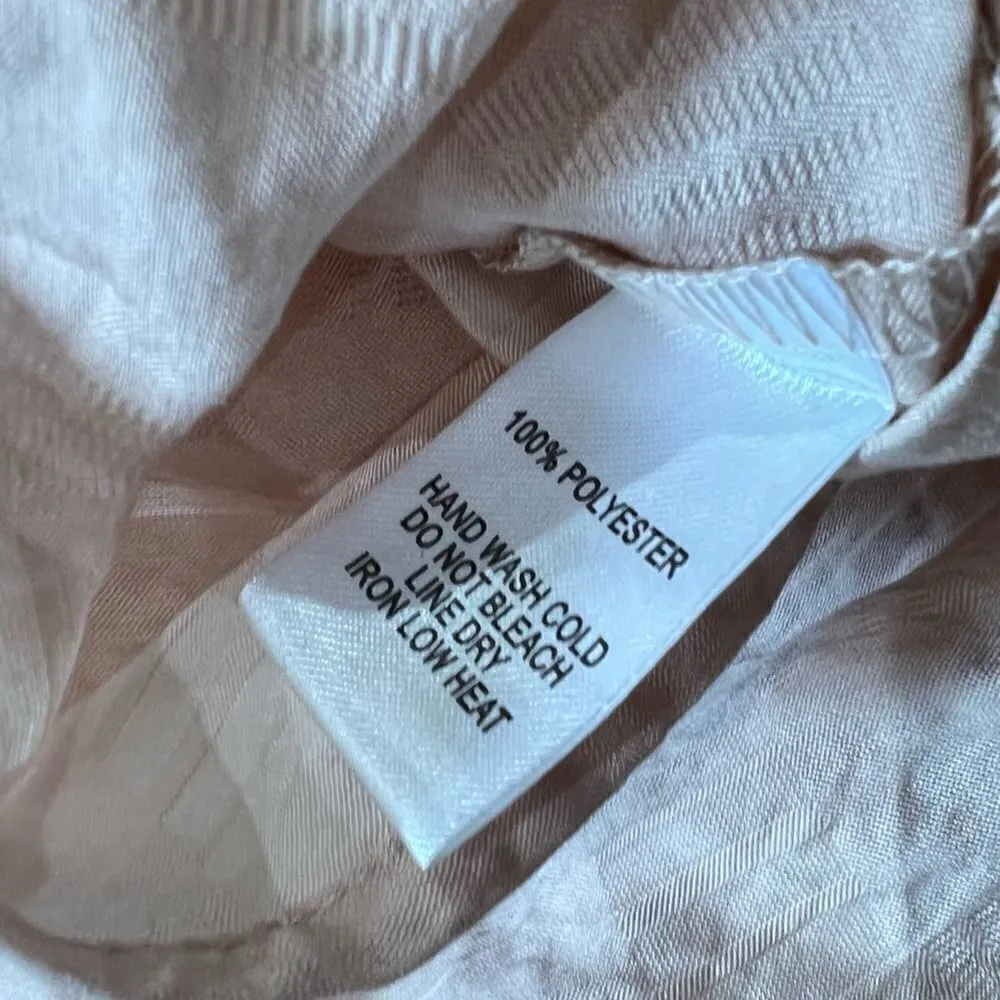 100% POLYESTER
HAND WASH COLD
DO NOT BLEACH
LINE DRY
IRON LOW HEAT